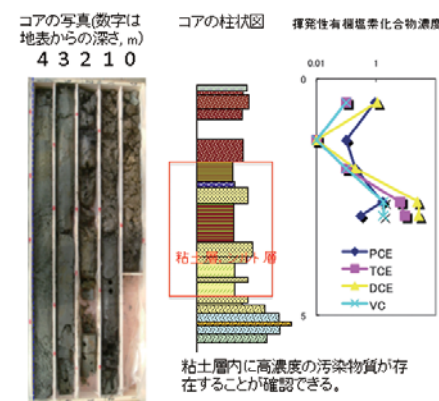 コアの写真(数字は
地表からの深さ, m)
4 3 2 1 0
コアの柱状図
粘土層・シルト層
揮発性有機塩素化合物濃度
0.01
1
0
5
PCE
TCE
DCE
VC
粘土層内に高濃度の汚染物質が存
在することが確認できる。